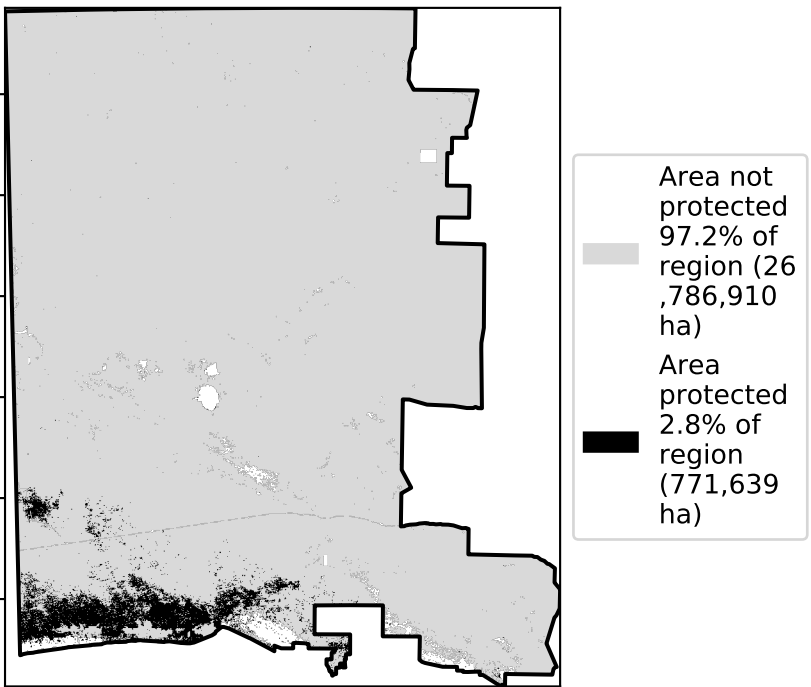 Area not
protected
97.2% of
region (26
,786,910
ha)
Area
protected
2.8% of
region
(771,639
ha)